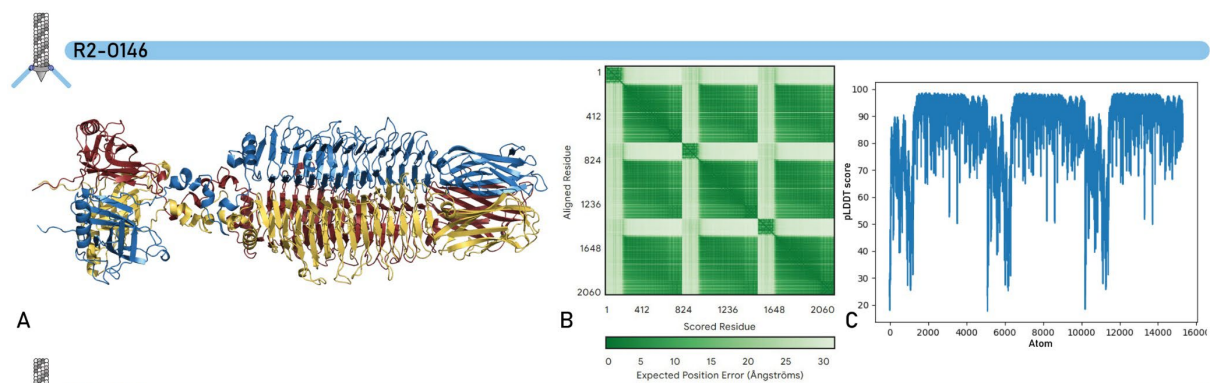 R2-0146
A
1
412
824
1236
1648
2060
Aligned Residue
1 412 824 1236 1648 2060
Scored Residue
0 5 10 15 20 25 30
Expected Position Error (Ångströms)
B
100
90
80
70
60
50
40
30
20
pLDDT score
0 2000 4000 6000 8000 10000 12000 14000 16000
Atom
C